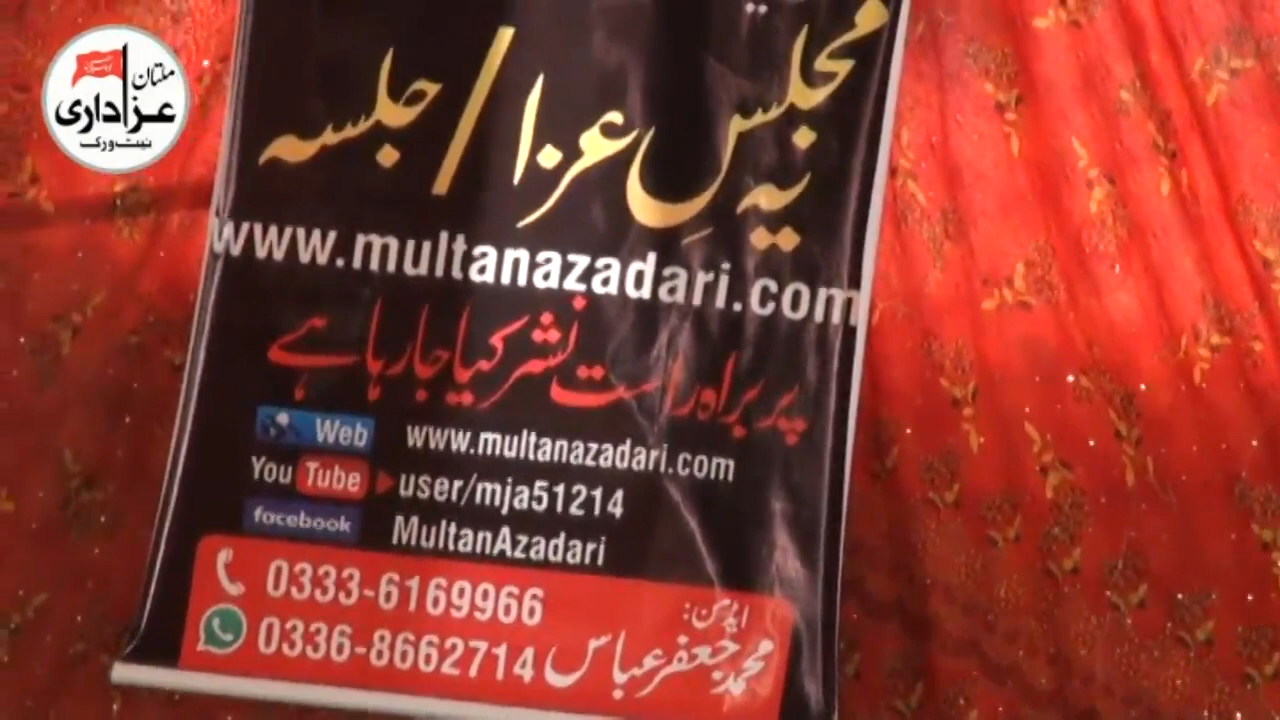 ملتان
عزاداری
نیٹ ورک
یہ مجلسِ عزا/جلسہ
www.multanazadari.com
پر براہ راست نشر کیا جا رہا ہے
Web www.multanazadari.com
YouTube user/mja51214
facebook MultanAzadari
0333-6169966
ایڈمن:
0336-8662714 محمد جعفر عباس